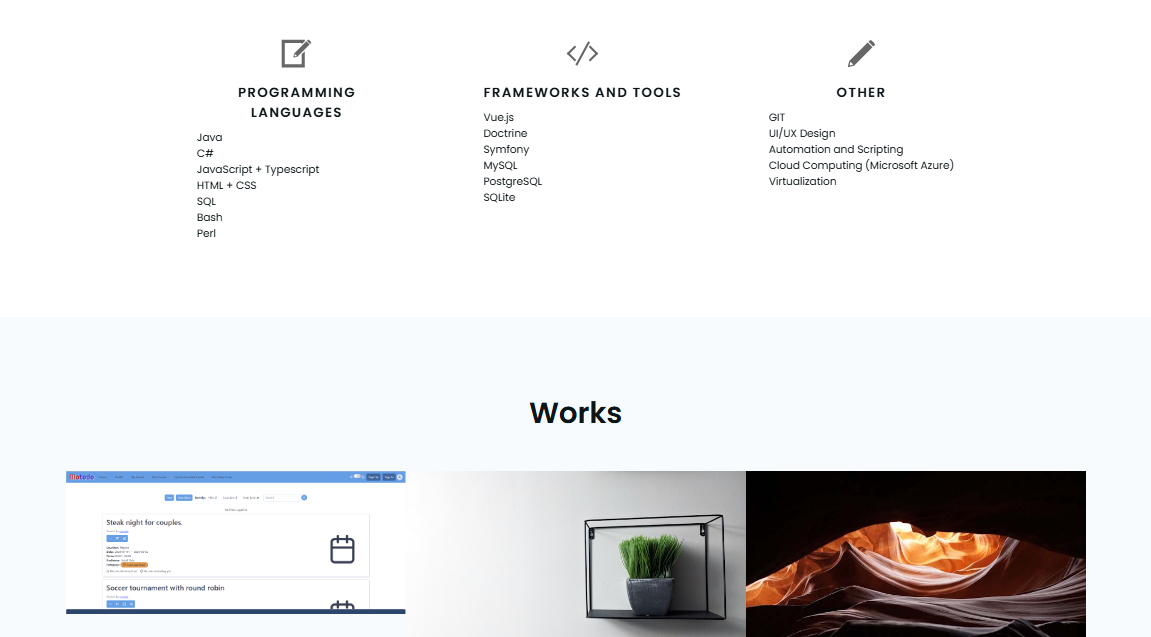 PROGRAMMING
LANGUAGES
Java
C#
JavaScript + Typescript
HTML + CSS
SQL
Bash
Perl
FRAMEWORKS AND TOOLS
Vue.js
Doctrine
Symfony
MySQL
PostgreSQL
SQLite
OTHER
GIT
UI/UX Design
Automation and Scripting
Cloud Computing (Microsoft Azure)
Virtualization
Works
Steak night for couples.
Soccer tournament with round robin